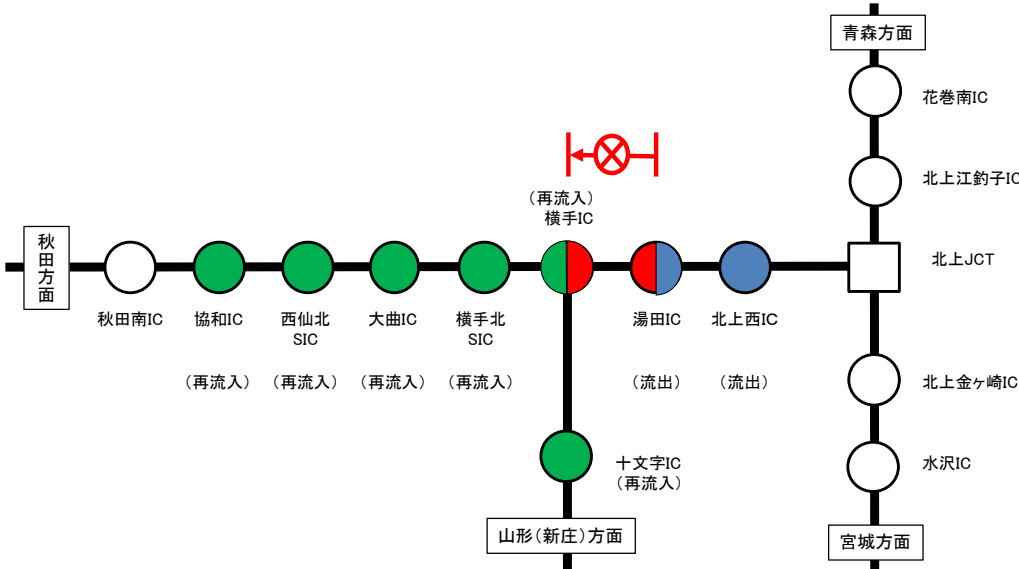 青森方面
花巻南IC
北上江釣子IC
(再流入)
横手IC
秋田方面
北上JCT
秋田南IC
協和IC
西仙北
SIC
大曲IC
横手北
SIC
湯田IC
北上西IC
(再流入)
(再流入)
(再流入)
(再流入)
(流出)
(流出)
北上金ヶ崎IC
十文字IC
(再流入)
水沢IC
山形(新庄)方面
宮城方面